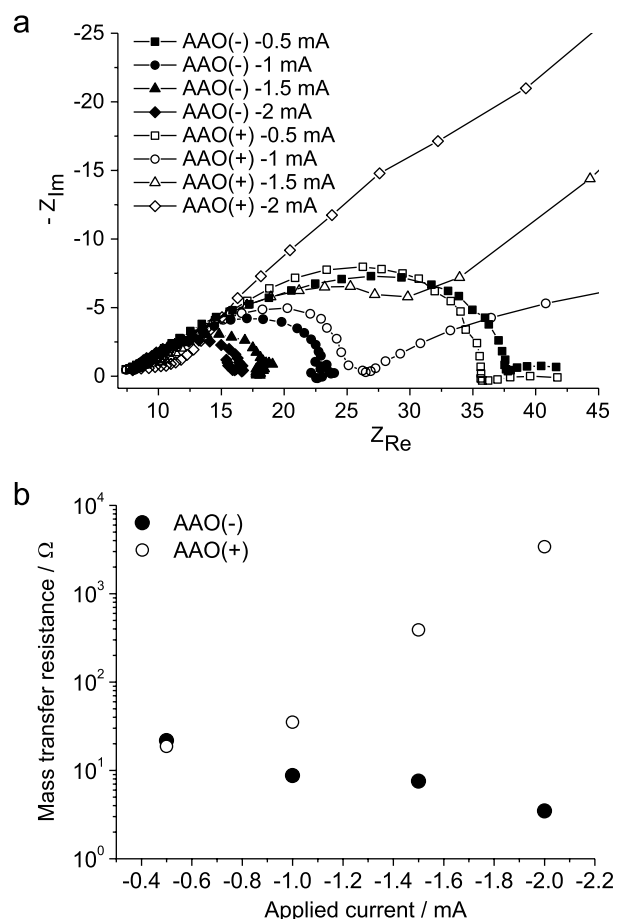 a
-25
-20
-15
-10
-5
0
- Z_Im
AAO(-) -0.5 mA
AAO(-) -1 mA
AAO(-) -1.5 mA
AAO(-) -2 mA
AAO(+) -0.5 mA
AAO(+) -1 mA
AAO(+) -1.5 mA
AAO(+) -2 mA
10 15 20 25 30 35 40 45
Z_Re
b
10^5
10^4
10^3
10^2
10^1
10^0
Mass transfer resistance / Ω
AAO(-)
AAO(+)
-0.4 -0.6 -0.8 -1.0 -1.2 -1.4 -1.6 -1.8 -2.0 -2.2
Applied current / mA